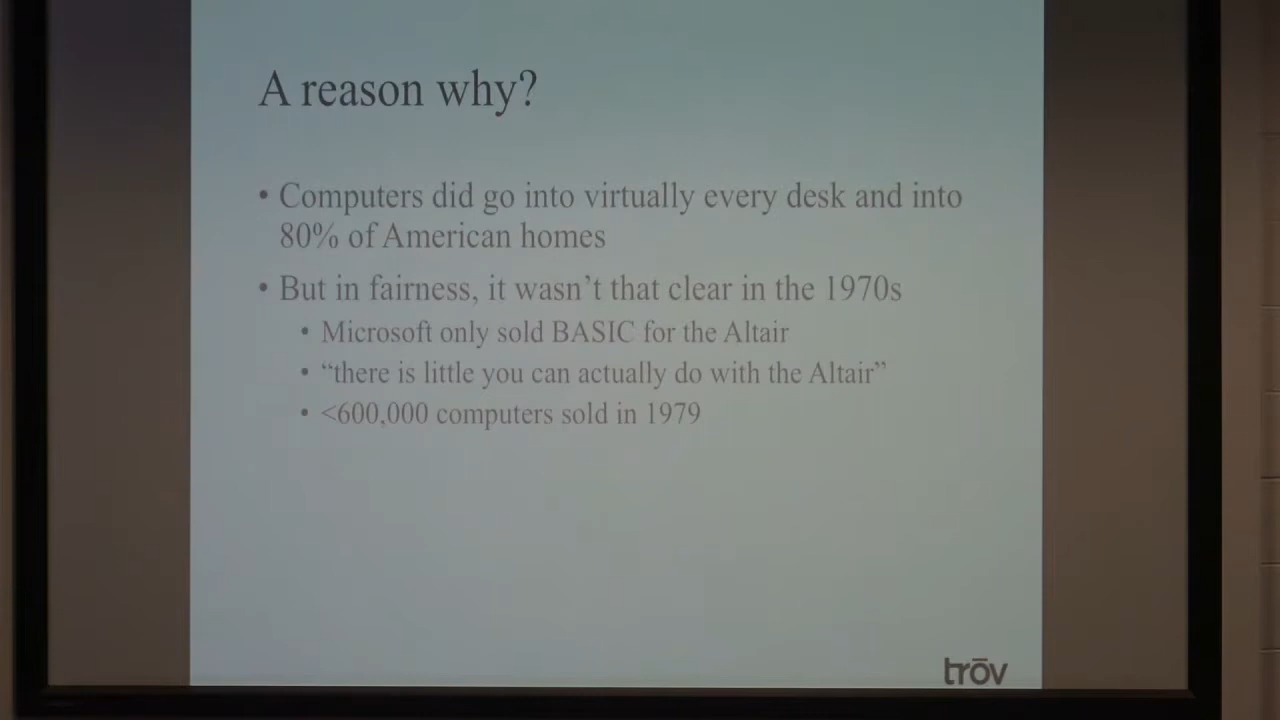 A reason why?
• Computers did go into virtually every desk and into
80% of American homes
• But in fairness, it wasn't that clear in the 1970s
• Microsoft only sold BASIC for the Altair
• “there is little you can actually do with the Altair”
• <600,000 computers sold in 1979
trōv